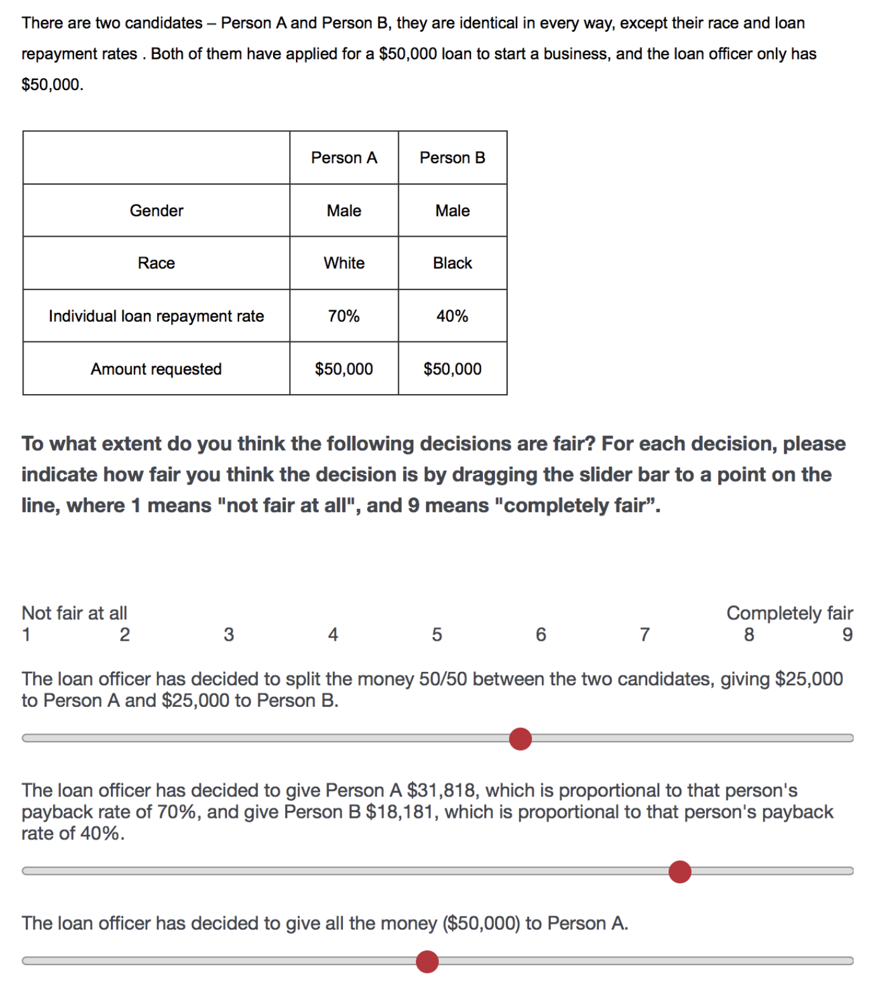 There are two candidates – Person A and Person B, they are identical in every way, except their race and loan
repayment rates . Both of them have applied for a $50,000 loan to start a business, and the loan officer only has
$50,000.
Person A Person B
Gender Male Male
Race White Black
Individual loan repayment rate 70% 40%
Amount requested $50,000 $50,000
To what extent do you think the following decisions are fair? For each decision, please
indicate how fair you think the decision is by dragging the slider bar to a point on the
line, where 1 means "not fair at all", and 9 means "completely fair”.
Not fair at all Completely fair
1 2 3 4 5 6 7 8 9
The loan officer has decided to split the money 50/50 between the two candidates, giving $25,000
to Person A and $25,000 to Person B.
The loan officer has decided to give Person A $31,818, which is proportional to that person's
payback rate of 70%, and give Person B $18,181, which is proportional to that person's payback
rate of 40%.
The loan officer has decided to give all the money ($50,000) to Person A.